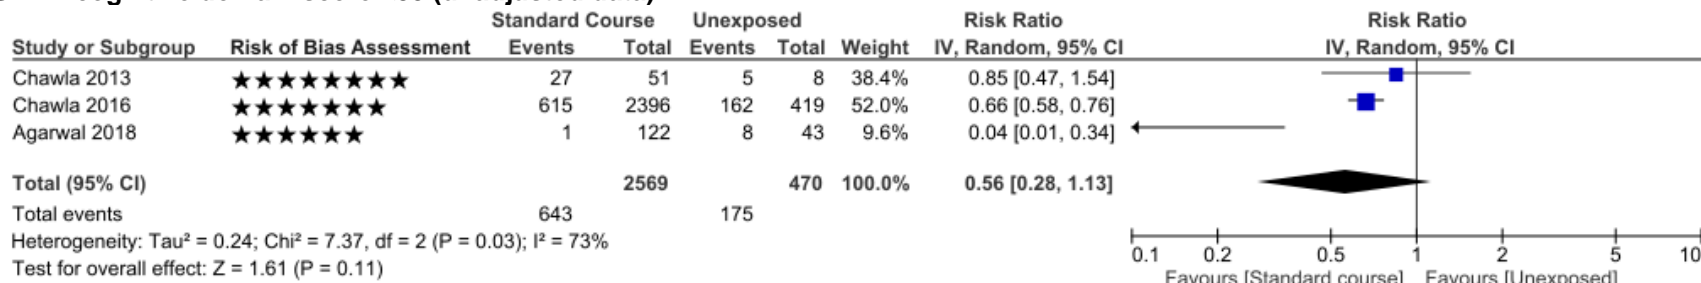 Standard Course Unexposed Risk Ratio Risk Ratio
Study or Subgroup Risk of Bias Assessment Events Total Events Total Weight IV, Random, 95% CI IV, Random, 95% CI
Chawla 2013 ★★★★★★★★ 27 51 5 8 38.4% 0.85 [0.47, 1.54]
Chawla 2016 ★★★★★★★ 615 2396 162 419 52.0% 0.66 [0.58, 0.76]
Agarwal 2018 ★★★★★★ 1 122 8 43 9.6% 0.04 [0.01, 0.34]
Total (95% CI) 2569 470 100.0% 0.56 [0.28, 1.13]
Total events 643 175
Heterogeneity: Tau² = 0.24; Chi² = 7.37, df = 2 (P = 0.03); I² = 73%
Test for overall effect: Z = 1.61 (P = 0.11)
0.1 0.2 0.5 1 2 5 10
Favours [Standard course] Favours [Unexposed]